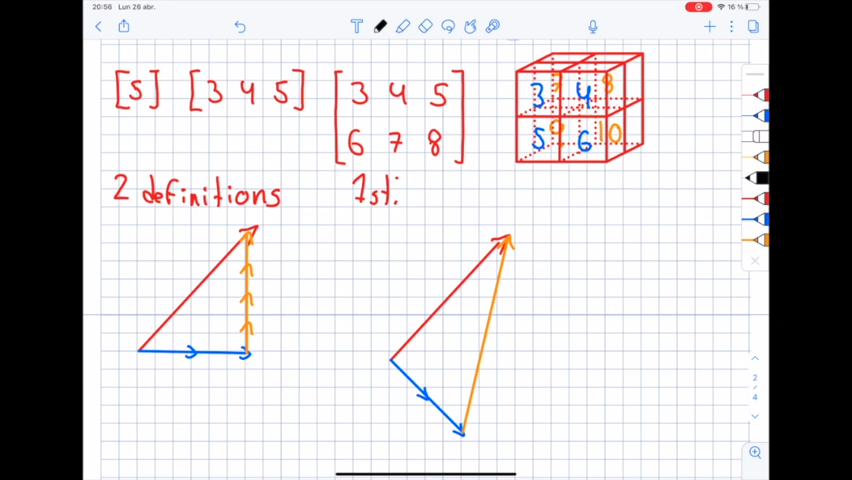 20:56 Lun 26 abr. 16 %
T
[5] [3 4 5] [3 4 5
6 7 8]
3 4 7 8
5 6 9 10
2 definitions 1st:
2
4